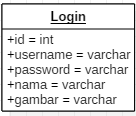 Login
+id = int
+username = varchar
+password = varchar
+nama = varchar
+gambar = varchar